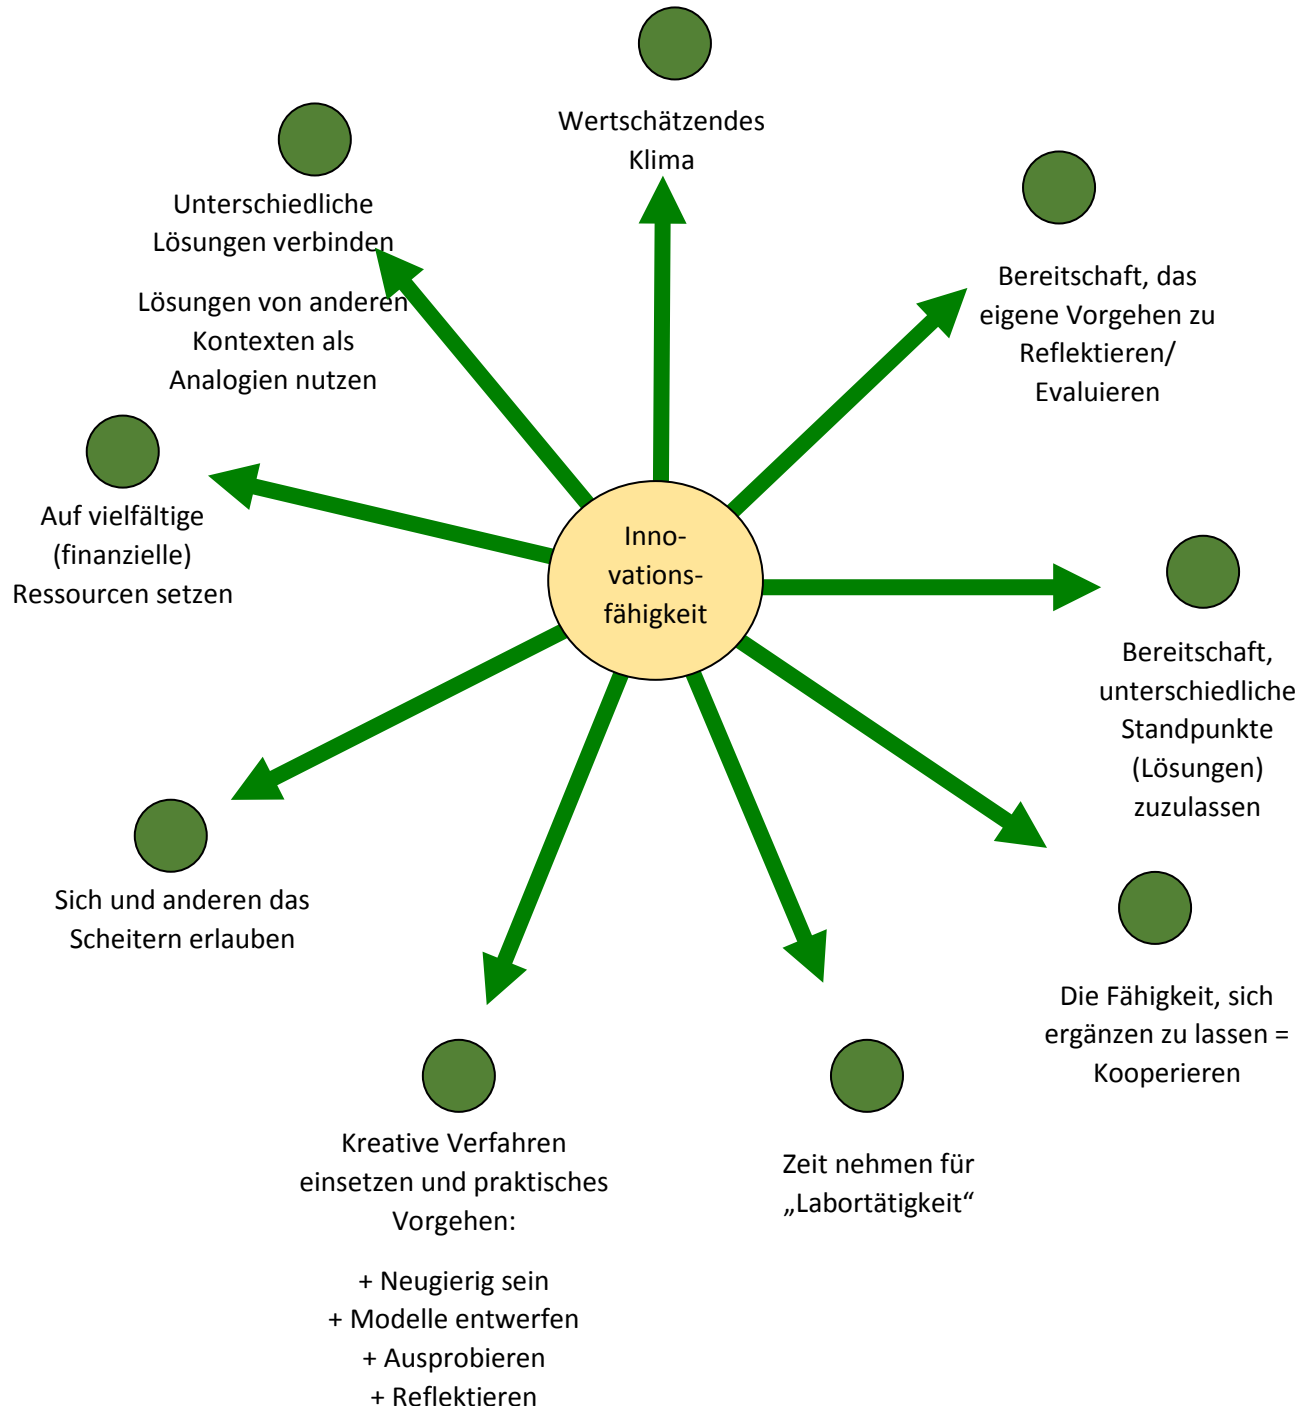 Wertschätzendes
Klima
Unterschiedliche
Lösungen verbinden
Lösungen von anderen
Kontexten als
Analogien nutzen
Bereitschaft, das
eigene Vorgehen zu
Reflektieren/
Evaluieren
Auf vielfältige
(finanzielle)
Ressourcen setzen
Inno-
vations-
fähigkeit
Bereitschaft,
unterschiedliche
Standpunkte
(Lösungen)
zuzulassen
Sich und anderen das
Scheitern erlauben
Die Fähigkeit, sich
ergänzen zu lassen =
Kooperieren
Kreative Verfahren
einsetzen und praktisches
Vorgehen:
+ Neugierig sein
+ Modelle entwerfen
+ Ausprobieren
+ Reflektieren
Zeit nehmen für
„Labortätigkeit“